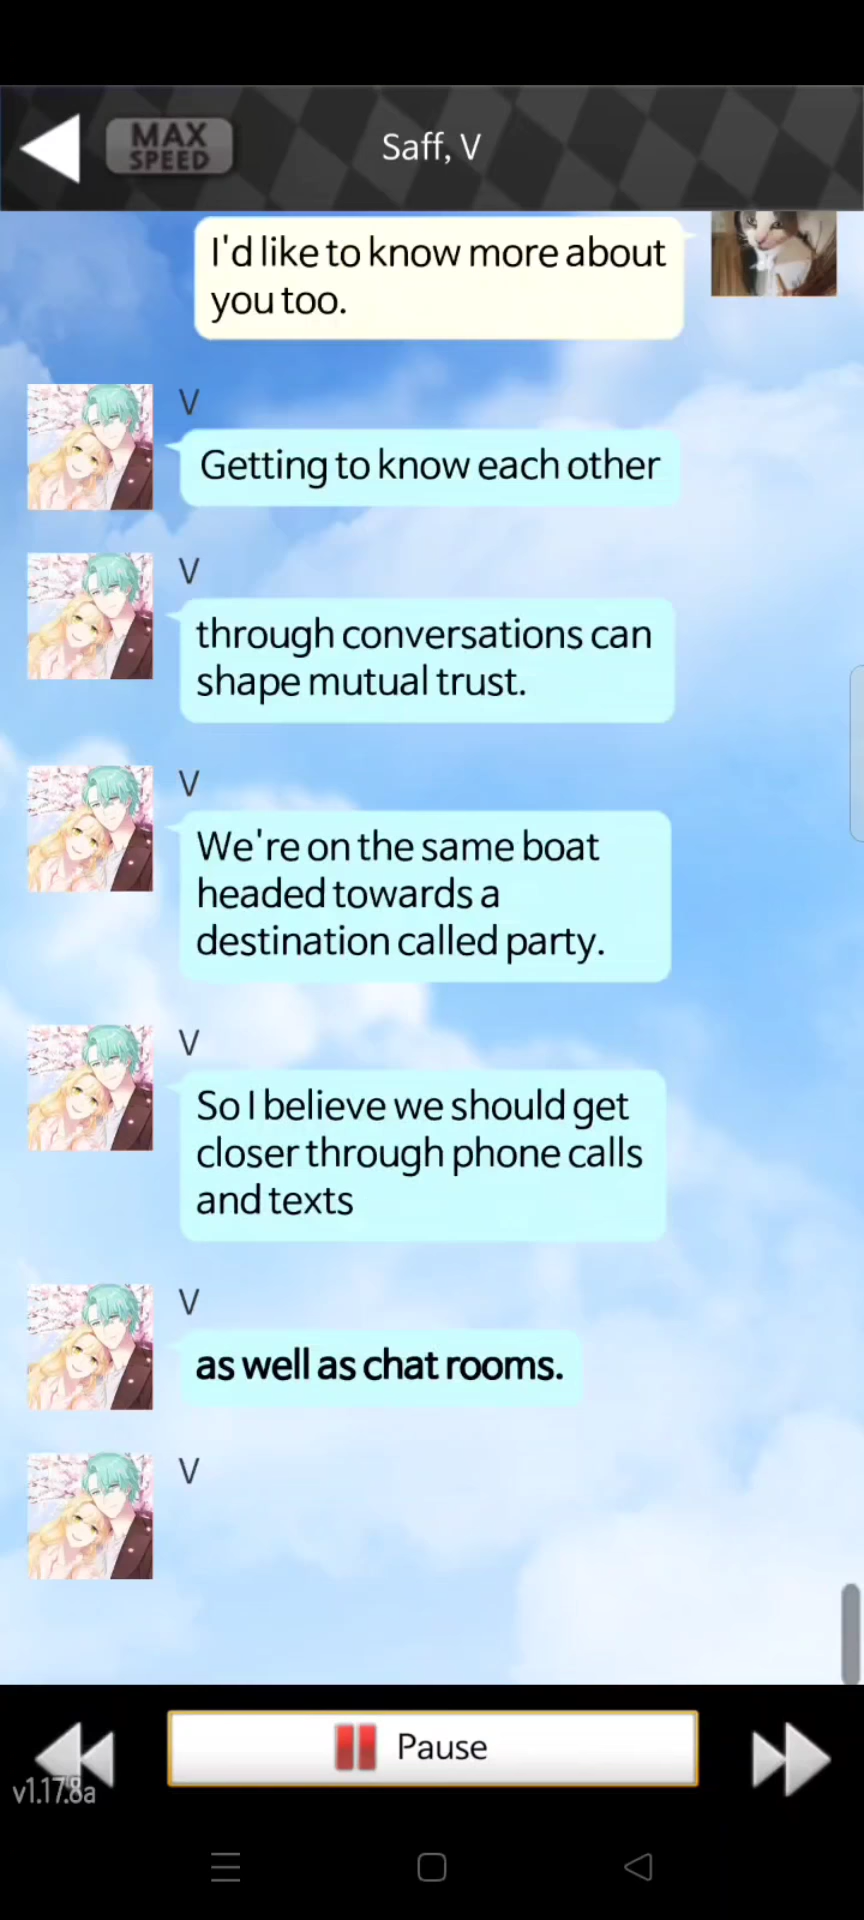 MAX
SPEED
Saff, V
I'd like to know more about
you too.
V
Getting to know each other
V
through conversations can
shape mutual trust.
V
We're on the same boat
headed towards a
destination called party.
V
So I believe we should get
closer through phone calls
and texts
V
as well as chat rooms.
V
Pause
v1.17.8a